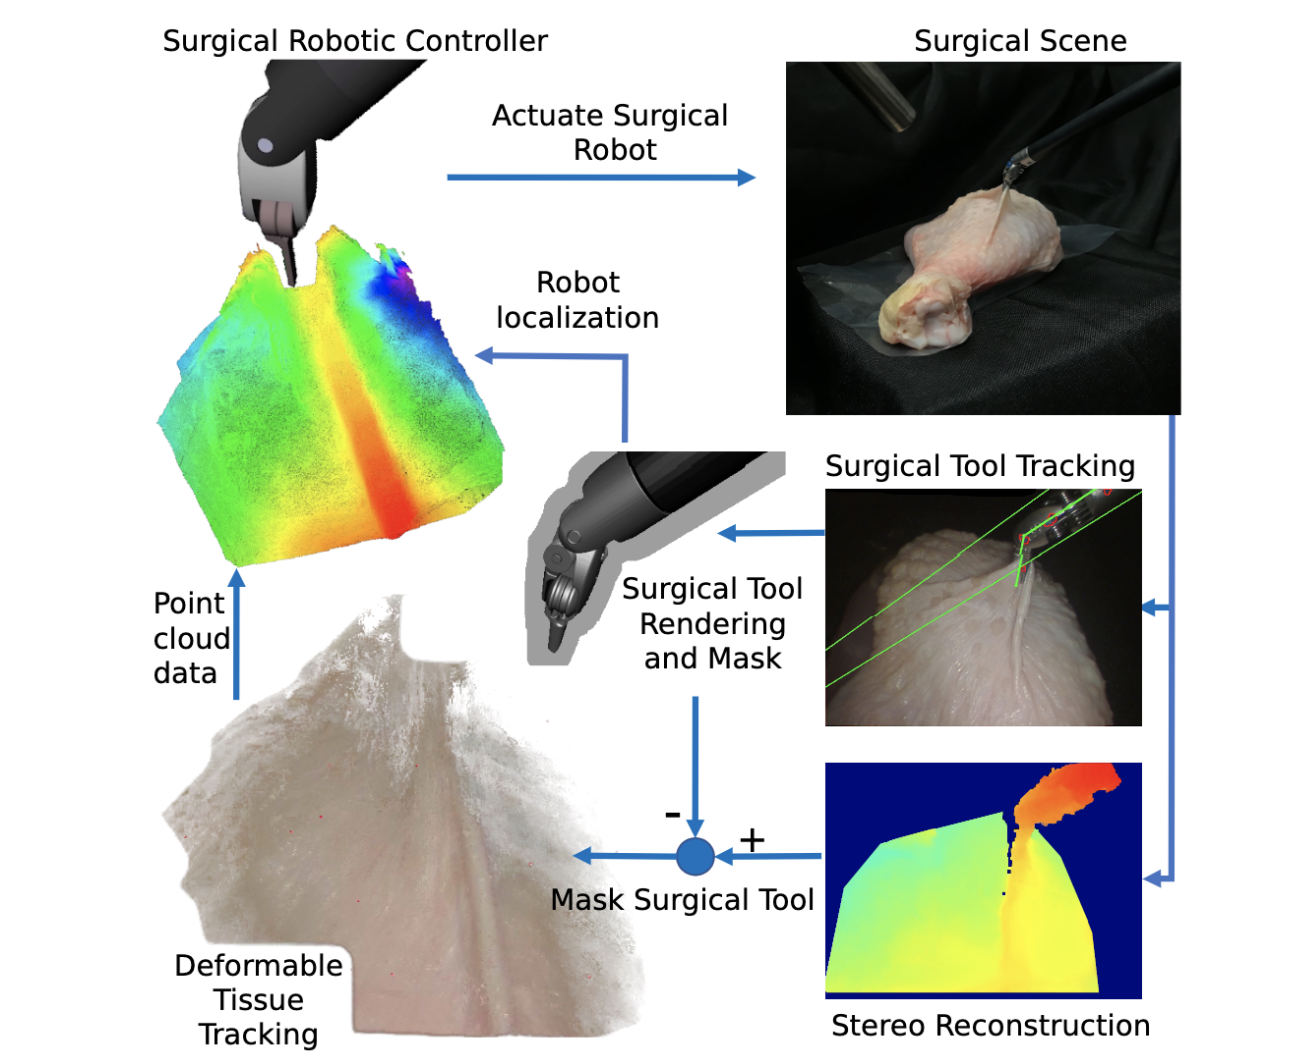 Surgical Robotic Controller
Surgical Scene
Actuate Surgical
Robot
Robot
localization
Surgical Tool Tracking
Surgical Tool
Rendering
and Mask
Point
cloud
data
-
+
Mask Surgical Tool
Deformable
Tissue
Tracking
Stereo Reconstruction